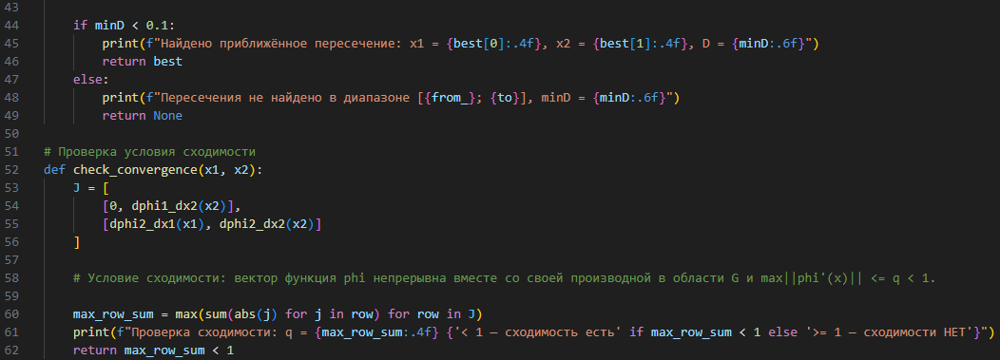 43
44 if minD < 0.1:
45 print(f"Найдено приближённое пересечение: x1 = {best[0]:.4f}, x2 = {best[1]:.4f}, D = {minD:.6f}")
46 return best
47 else:
48 print(f"Пересечения не найдено в диапазоне [{from_}; {to}], minD = {minD:.6f}")
49 return None
50
51 # Проверка условия сходимости
52 def check_convergence(x1, x2):
53 J = [
54 [0, dphi1_dx2(x2)],
55 [dphi2_dx1(x1), dphi2_dx2(x2)]
56 ]
57
58 # Условие сходимости: вектор функция phi непрерывна вместе со своей производной в области G и max||phi'(x)|| <= q < 1.
59
60 max_row_sum = max(sum(abs(j) for j in row) for row in J)
61 print(f"Проверка сходимости: q = {max_row_sum:.4f} {'< 1 — сходимость есть' if max_row_sum < 1 else '>= 1 — сходимости НЕТ'}")
62 return max_row_sum < 1